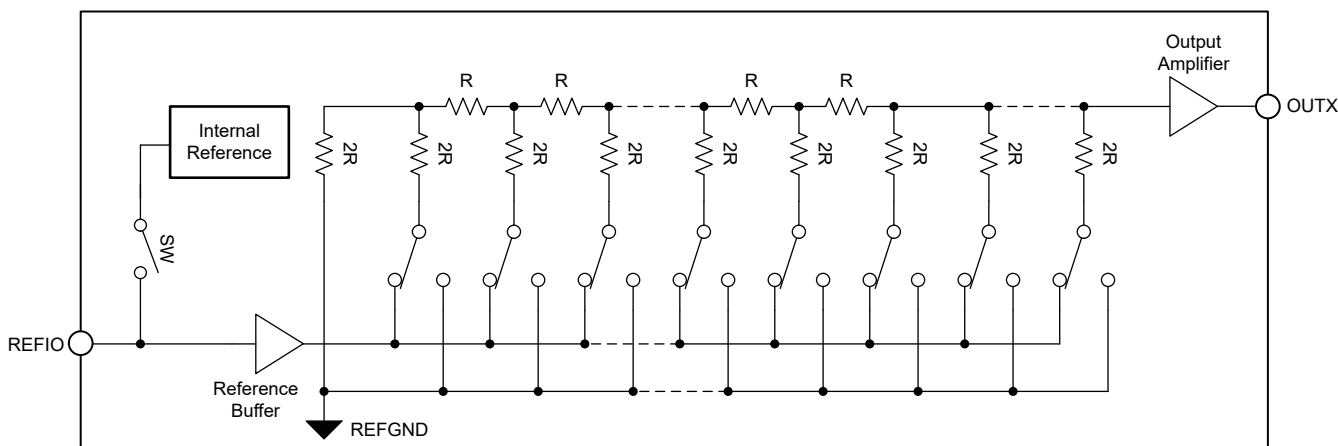 Output
Amplifier
R
R
R
R
OUTX
Internal
Reference
2R
2R
2R
2R
2R
2R
2R
2R
2R
SW
REFIO
Reference
Buffer
REFGND